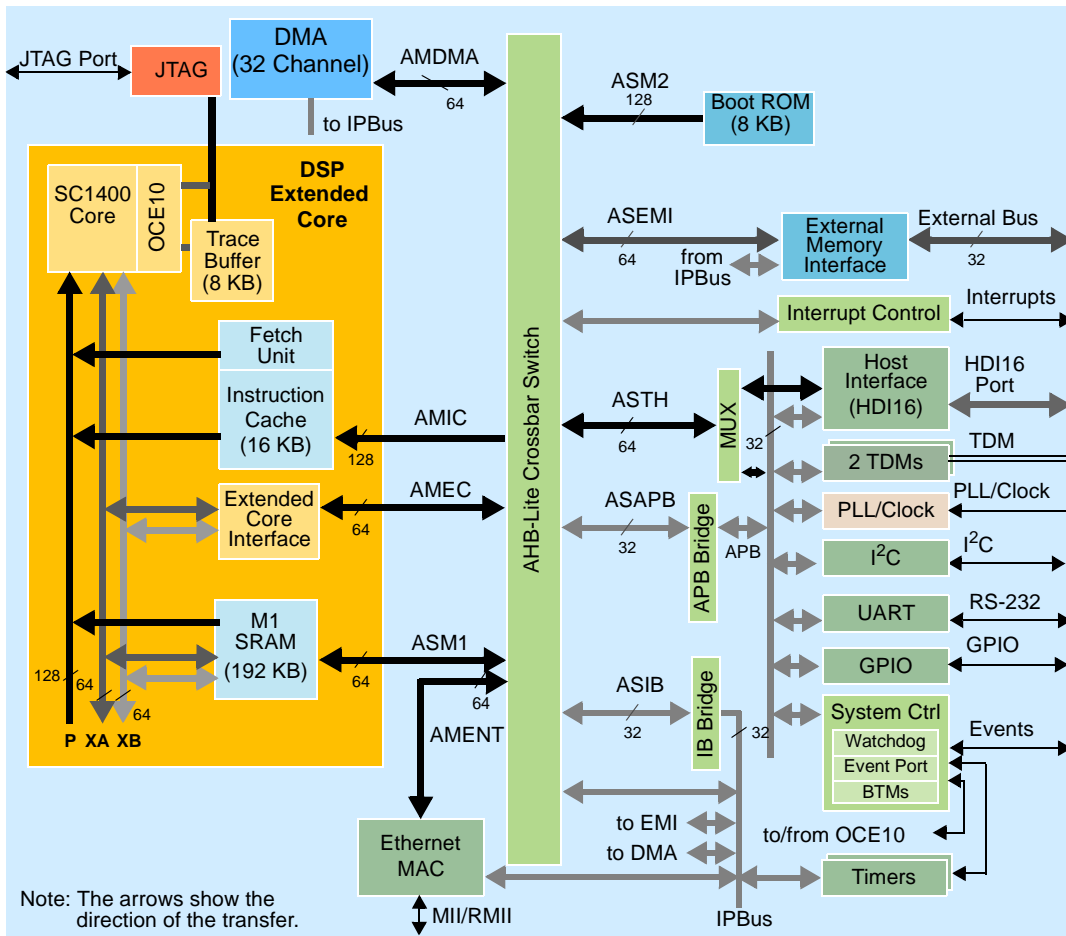 JTAG Port
JTAG
DMA
(32 Channel)
AMDMA
64
to IPBus
ASM2
128
Boot ROM
(8 KB)
DSP
Extended
Core
SC1400
Core
OCE10
Trace
Buffer
(8 KB)
AHB-Lite Crossbar Switch
ASEMI
64
from
IPBus
External
Memory
Interface
External Bus
32
Interrupt Control
Interrupts
Fetch
Unit
Instruction
Cache
(16 KB)
AMIC
128
ASTH
64
MUX
32
Host
Interface
(HDI16)
HDI16
Port
2 TDMs
TDM
Extended
Core
Interface
AMEC
64
ASAPB
32
APB Bridge
APB
PLL/Clock
PLL/Clock
I2C
I2C
UART
RS-232
GPIO
GPIO
M1
SRAM
(192 KB)
ASM1
64
64
AMENT
128
64
64
P XA XB
ASIB
32
IB Bridge
32
System Ctrl
Watchdog
Event Port
BTMs
Events
to EMI
to DMA
to/from OCE10
Ethernet
MAC
Timers
MII/RMII
IPBus
Note: The arrows show the
direction of the transfer.